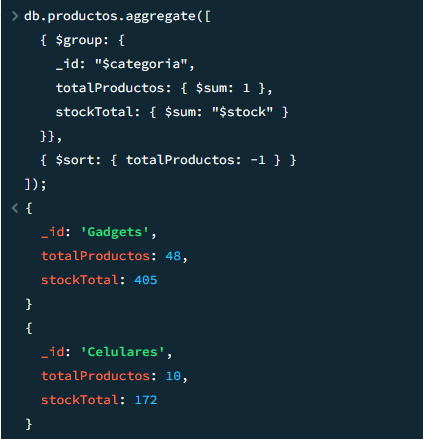 > db.productos.aggregate([
{ $group: {
_id: "$categoria",
totalProductos: { $sum: 1 },
stockTotal: { $sum: "$stock" }
}},
{ $sort: { totalProductos: -1 } }
]);
< {
_id: 'Gadgets',
totalProductos: 48,
stockTotal: 405
}
{
_id: 'Celulares',
totalProductos: 10,
stockTotal: 172
}